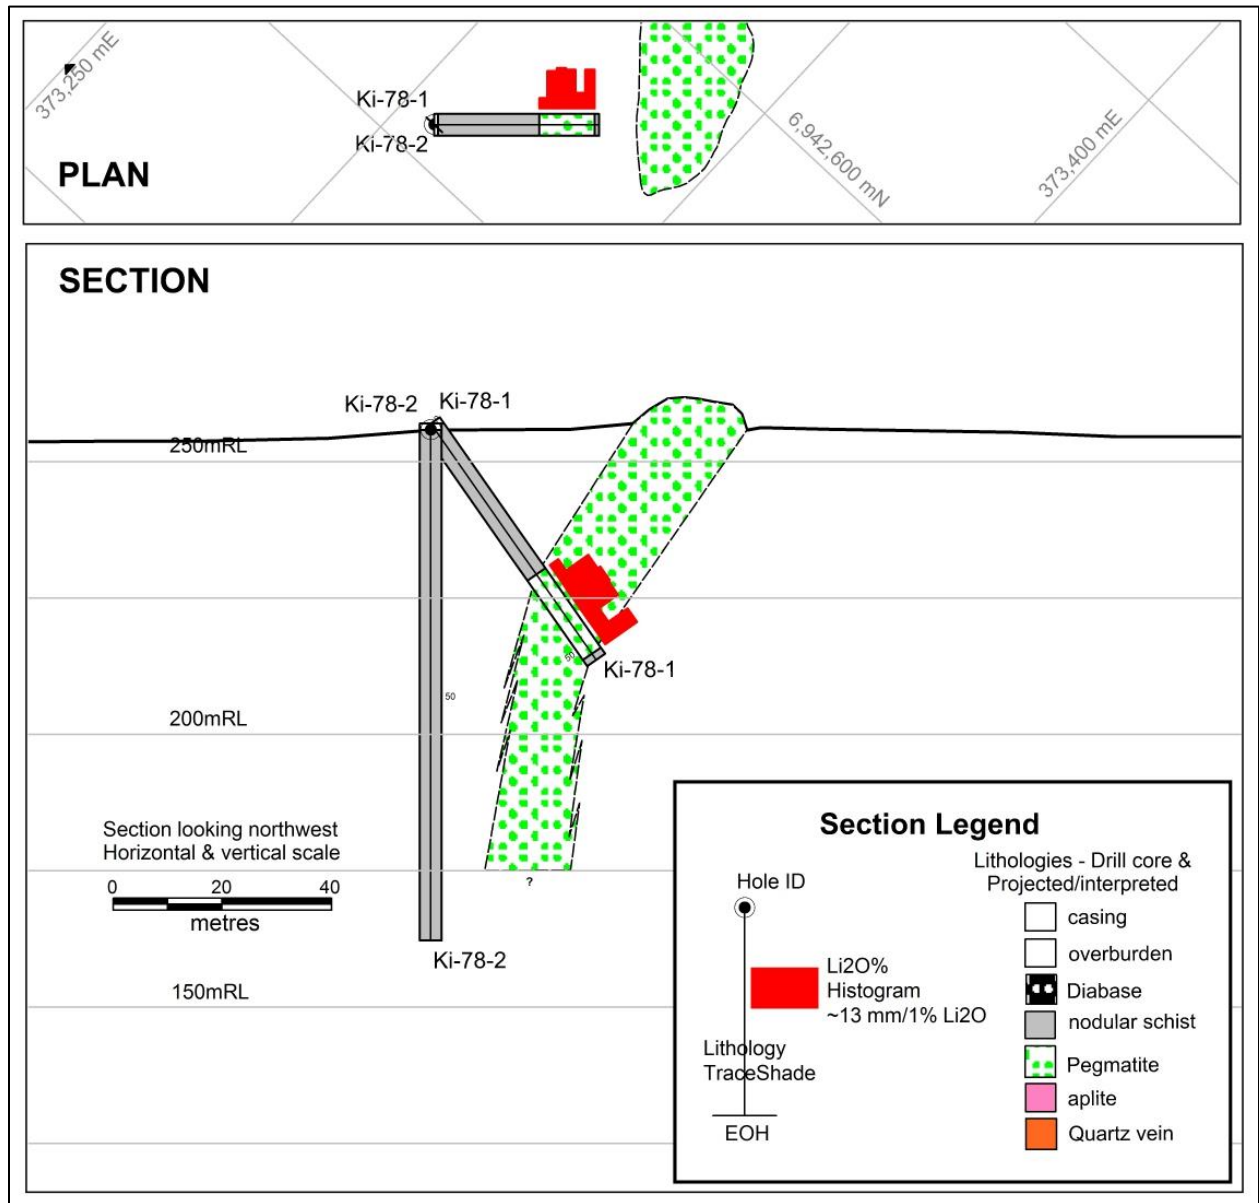 373,250 mE
Ki-78-1
Ki-78-2
6,942,600 mN
373,400 mE
PLAN
SECTION
Ki-78-2
Ki-78-1
250mRL
50
Ki-78-1
50
200mRL
Section looking northwest
Horizontal & vertical scale
0 20 40
metres
?
Ki-78-2
150mRL
Section Legend
Hole ID
Li2O%
Histogram
~13 mm/1% Li2O
Lithology
TraceShade
EOH
Lithologies - Drill core &
Projected/interpreted
casing
overburden
Diabase
nodular schist
Pegmatite
aplite
Quartz vein